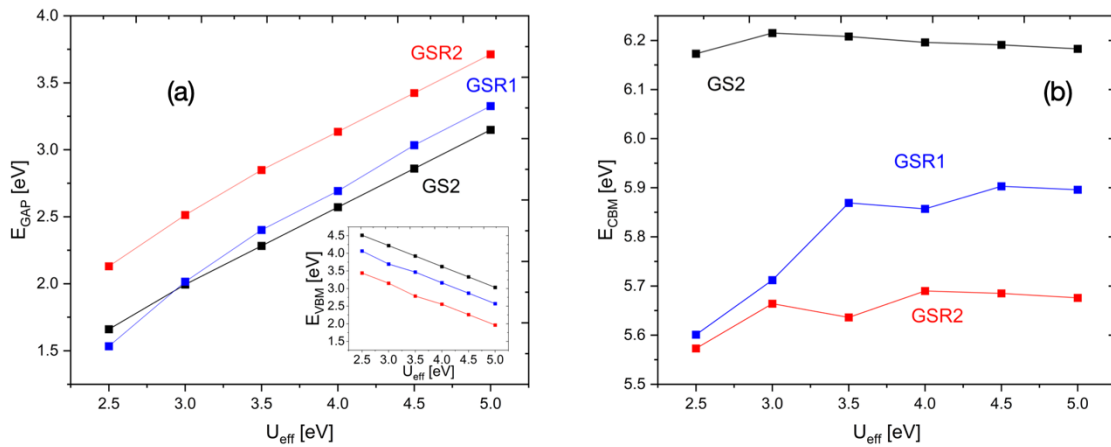 4.0
3.5
3.0
2.5
2.0
1.5
E_GAP [eV]
(a)
GSR2
GSR1
GS2
4.5
4.0
3.5
3.0
2.5
2.0
1.5
E_VBM [eV]
2.5 3.0 3.5 4.0 4.5 5.0
U_eff [eV]
2.5 3.0 3.5 4.0 4.5 5.0
U_eff [eV]
6.2
6.1
5.9
5.8
5.7
5.6
5.5
E_CBM [eV]
GS2
(b)
GSR1
GSR2
2.5 3.0 3.5 4.0 4.5 5.0
U_eff [eV]